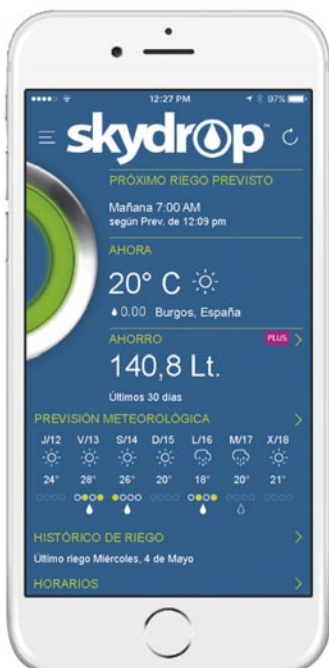 12:27 PM
97%
skydrop™
PRÓXIMO RIEGO PREVISTO
Mañana 7:00 AM
según Prev. de 12:09 pm
AHORA
20° C
0.00 Burgos, España
AHORRO PLUS >
140,8 Lt.
Últimos 30 días
PREVISIÓN METEOROLÓGICA >
J/12 V/13 S/14 D/15 L/16 M/17 X/18
24° 28° 26° 20° 18° 20° 21°
HISTÓRICO DE RIEGO >
Último riego Miércoles, 4 de Mayo
HORARIOS >